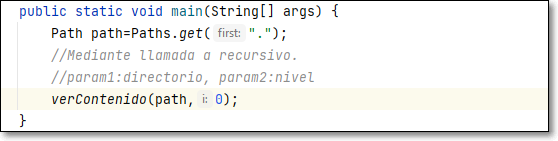 public static void main(String[] args) {
Path path=Paths.get( first: ".");
//Mediante llamada a recursivo.
//param1:directorio, param2:nivel
verContenido(path, i: 0);
}